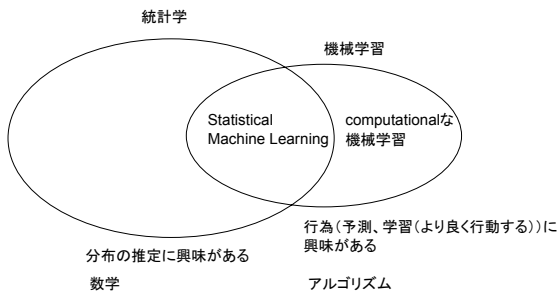 統計学
機械学習
Statistical
Machine Learning
computationalな
機械学習
行為(予測、学習(より良く行動する))に
興味がある
分布の推定に興味がある
数学
アルゴリズム